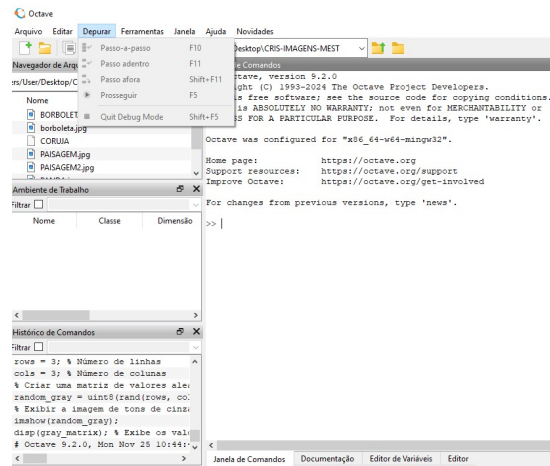 Octave
Arquivo Editar Depurar Ferramentas Janela Ajuda Novidades
Passo-a-passo F10
Passo adentro F11
Passo afora Shift+F11
Prosseguir F5
Quit Debug Mode Shift+F5
Desktop\CRIS-IMAGENS-MEST
Navegador de Arqu
ers/User/Desktop/C
Nome
BORBOLET
borboleta.jpg
CORUJA
PAISAGEM.jpg
PAISAGEM2.jpg
Ambiente de Trabalho
Filtrar
Nome Classe Dimensão
Histórico de Comandos
Filtrar
rows = 3; % Número de linhas
cols = 3; % Número de colunas
% Criar uma matriz de valores alea
random_gray = uint8(rand(rows, co
% Exibir a imagem de tons de cinza
imshow(random_gray);
disp(gray_matrix); % Exibe os valo
# Octave 9.2.0, Mon Nov 25 10:44:
de Comandos
ctave, version 9.2.0
ght (C) 1993-2024 The Octave Project Developers.
s free software; see the source code for copying conditions.
is ABSOLUTELY NO WARRANTY; not even for MERCHANTABILITY or
SS FOR A PARTICULAR PURPOSE. For details, type 'warranty'.
Octave was configured for "x86_64-w64-mingw32".
Home page: https://octave.org
Support resources: https://octave.org/support
Improve Octave: https://octave.org/get-involved
For changes from previous versions, type 'news'.
>>
Janela de Comandos Documentação Editor de Variáveis Editor